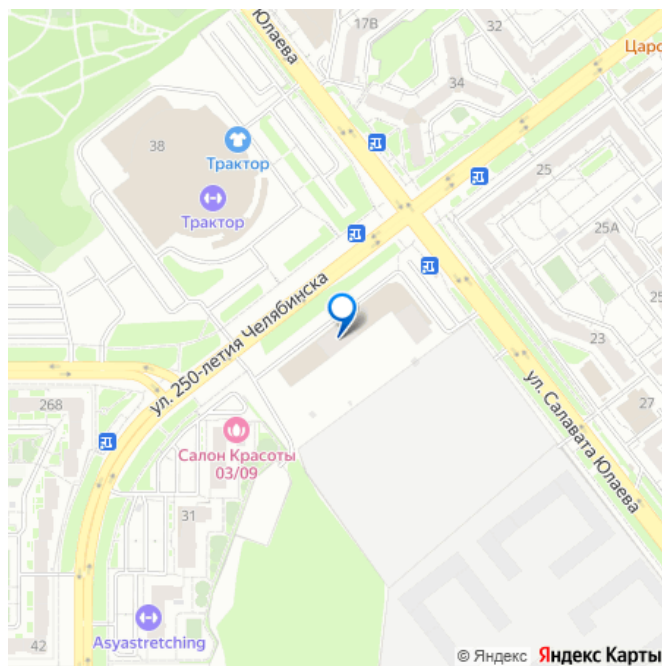 Юлаева
17В
32
Царс
34
38
Трактор
Трактор
25
25А
25
ул. 250-летия Челябинска
23
27
ул. Салавата Юлаева
268
Салон Красоты
03/09
31
Asyastretching
42
© Яндекс Яндекс Карты